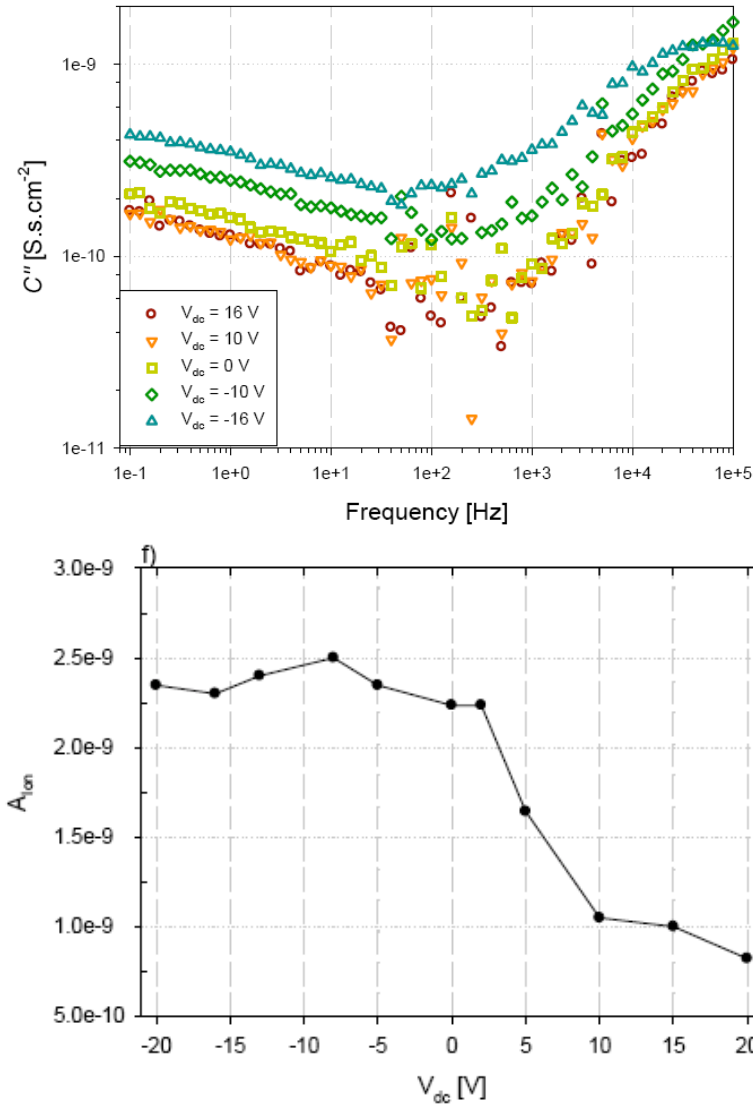 1e-9
C" [S.s.cm-2]
1e-10
Vdc = 16 V
Vdc = 10 V
Vdc = 0 V
Vdc = -10 V
Vdc = -16 V
1e-11
1e-1 1e+0 1e+1 1e+2 1e+3 1e+4 1e+5
Frequency [Hz]
f)
3.0e-9
2.5e-9
2.0e-9
AIon
1.5e-9
1.0e-9
5.0e-10
-20 -15 -10 -5 0 5 10 15 20
Vdc [V]